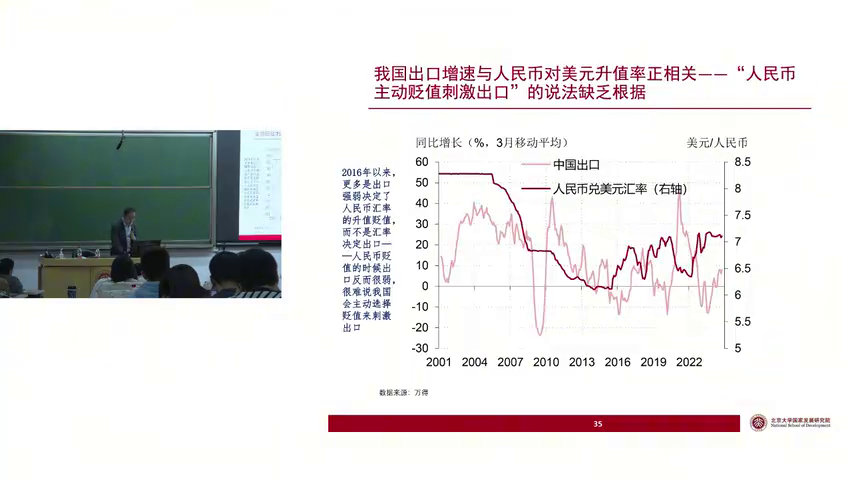 我国出口增速与人民币对美元升值率正相关——“人民币
主动贬值刺激出口”的说法缺乏根据
2016年以来，
更多是出口
强弱决定了
人民币汇率
的升值贬值，
而不是汇率
决定出口—
—人民币贬
值的时候出
口反而很弱，
很难说我国
会主动选择
贬值来刺激
出口
同比增长（%，3月移动平均）
美元/人民币
中国出口
人民币兑美元汇率（右轴）
60
50
40
30
20
10
0
-10
-20
-30
8.5
8
7.5
7
6.5
6
5.5
5
2001 2004 2007 2010 2013 2016 2019 2022
数据来源：万得
35
北京大学国家发展研究院
National School of Development